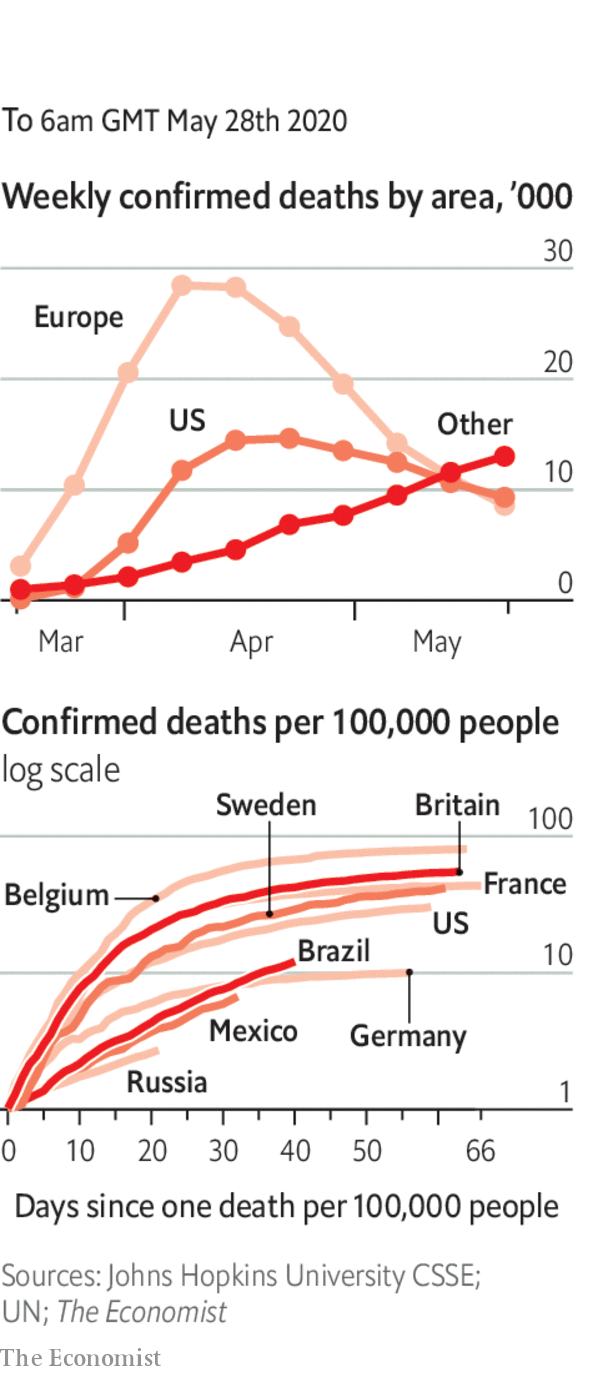 To 6am GMT May 28th 2020
Weekly confirmed deaths by area, ’000
30
Europe
20
US
Other
10
0
Mar
Apr
May
Confirmed deaths per 100,000 people
log scale
Sweden
Britain
100
Belgium
France
US
Brazil
10
Mexico
Germany
Russia
1
0 10 20 30 40 50 66
Days since one death per 100,000 people
Sources: Johns Hopkins University CSSE;
UN; The Economist
The Economist